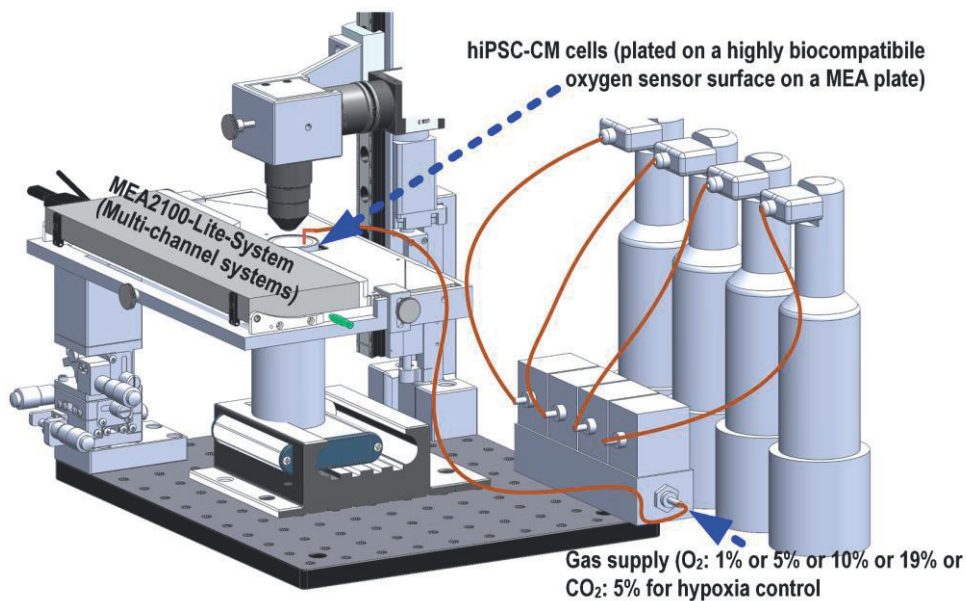 hiPSC-CM cells (plated on a highly biocompatibile
oxygen sensor surface on a MEA plate)
MEA2100-Lite-System
(Multi-channel systems)
Gas supply (O₂: 1% or 5% or 10% or 19% or
CO₂: 5% for hypoxia control